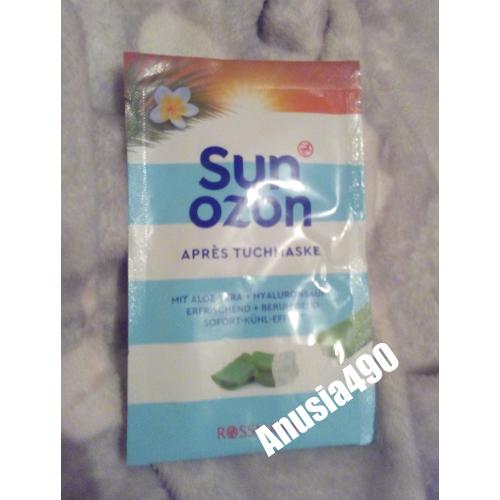 Sun
ozon
APRÈS TUCHMASKE
MIT ALOE VERA + HYALURONSÄURE
ERFRISCHEND + BERUHIGEND
SOFORT-KÜHL-EFFEKT
Anusia490